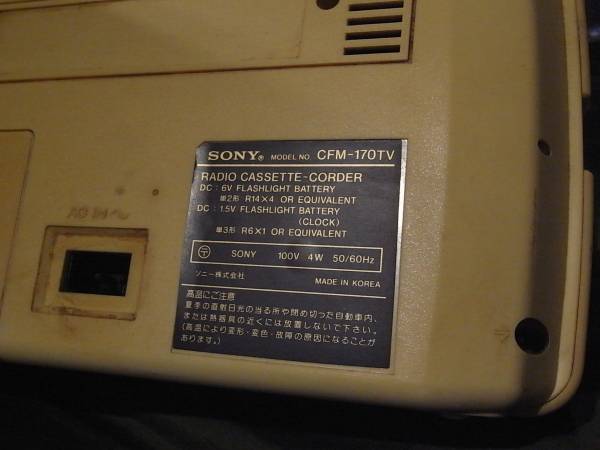 SONY® MODEL NO. CFM-170TV
RADIO CASSETTE-CORDER
DC : 6V FLASHLIGHT BATTERY
単2形 R14×4 OR EQUIVALENT
DC : 1.5V FLASHLIGHT BATTERY
(CLOCK)
単3形 R6×1 OR EQUIVALENT
〒 SONY 100V 4W 50/60Hz
ソニー株式会社 MADE IN KOREA
高温にご注意
夏季の直射日光の当る所や閉め切った自動車内、
または熱器具の近くには放置しないで下さい。
(高温により変形・変色・故障の原因になることが
あります。)
AC IN ~